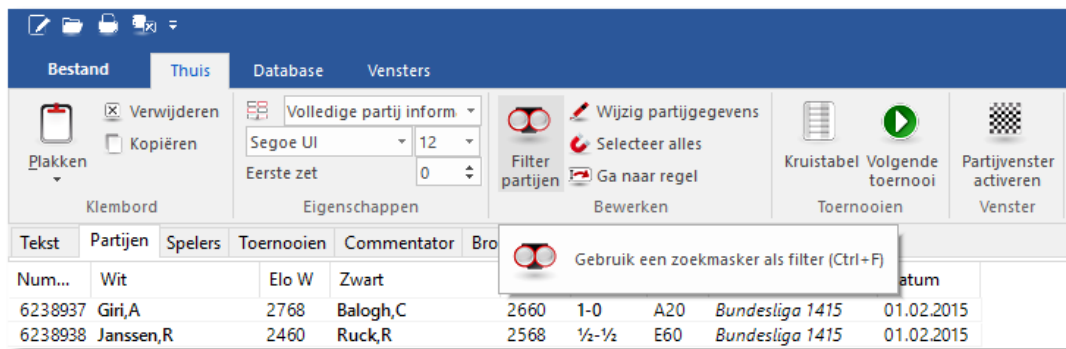 Bestand Thuis Database Vensters
Plakken
Verwijderen
Kopiëren
Klembord
Volledige partij inform
Segoe UI 12
Eerste zet 0
Eigenschappen
Filter
partijen
Wijzig partijgegevens
Selecteer alles
Ga naar regel
Bewerken
Kruistabel
Volgende
toernooi
Toernooien
Partijvenster
activeren
Venster
Tekst Partijen Spelers Toernooien Commentator Bro
Gebruik een zoekmasker als filter (Ctrl+F)
Num... Wit Elo W Zwart atum
6238937 Giri,A 2768 Balogh,C 2660 1-0 A20 Bundesliga 1415 01.02.2015
6238938 Janssen,R 2460 Ruck,R 2568 ½-½ E60 Bundesliga 1415 01.02.2015